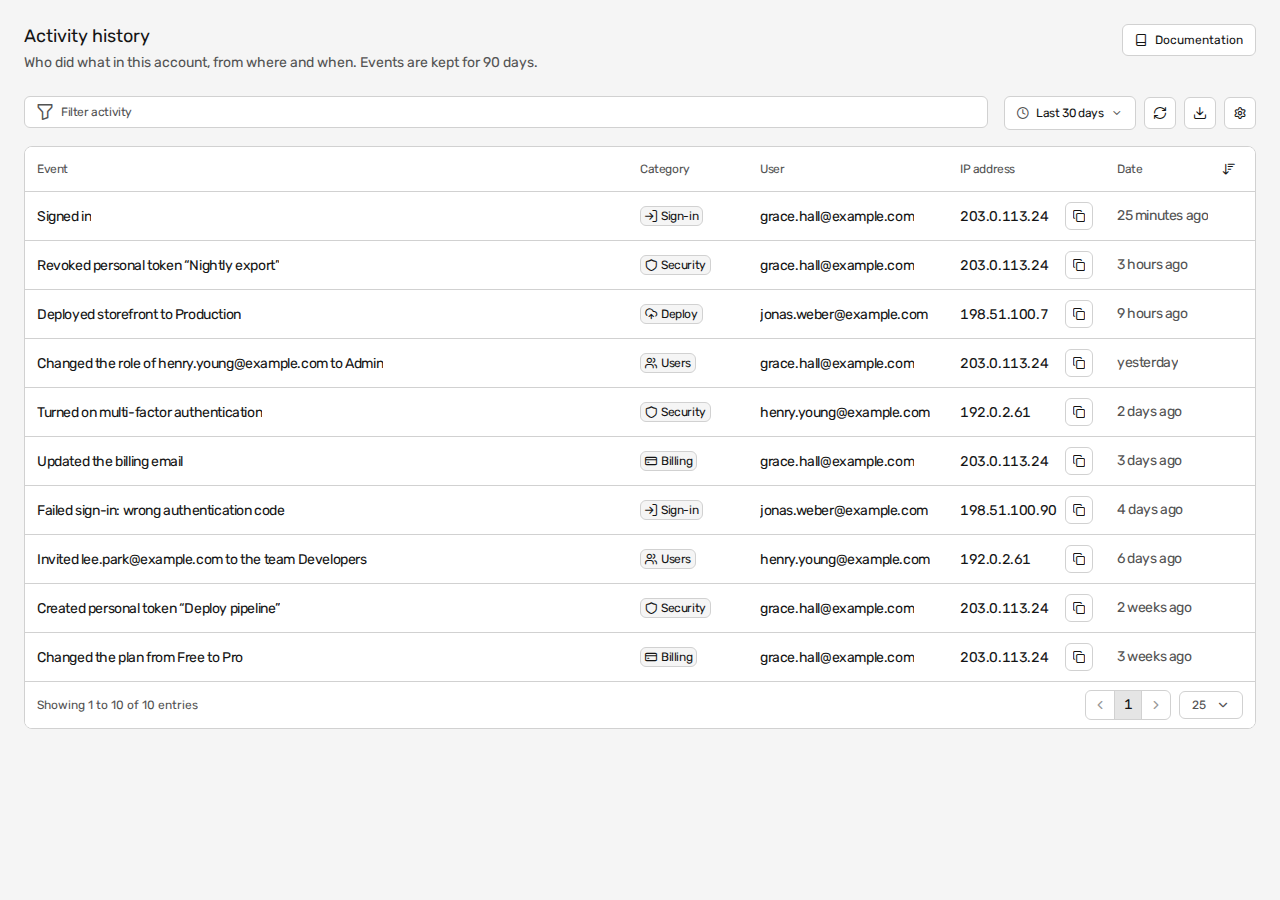 Activity history
Documentation
Who did what in this account, from where and when. Events are kept for 90 days.
Filter activity
Last 30 days
Event Category User IP address Date
Signed in Sign-in grace.hall@example.com 203.0.113.24 25 minutes ago
Revoked personal token “Nightly export” Security grace.hall@example.com 203.0.113.24 3 hours ago
Deployed storefront to Production Deploy jonas.weber@example.com 198.51.100.7 9 hours ago
Changed the role of henry.young@example.com to Admin Users grace.hall@example.com 203.0.113.24 yesterday
Turned on multi-factor authentication Security henry.young@example.com 192.0.2.61 2 days ago
Updated the billing email Billing grace.hall@example.com 203.0.113.24 3 days ago
Failed sign-in: wrong authentication code Sign-in jonas.weber@example.com 198.51.100.90 4 days ago
Invited lee.park@example.com to the team Developers Users henry.young@example.com 192.0.2.61 6 days ago
Created personal token “Deploy pipeline” Security grace.hall@example.com 203.0.113.24 2 weeks ago
Changed the plan from Free to Pro Billing grace.hall@example.com 203.0.113.24 3 weeks ago
Showing 1 to 10 of 10 entries 1 25